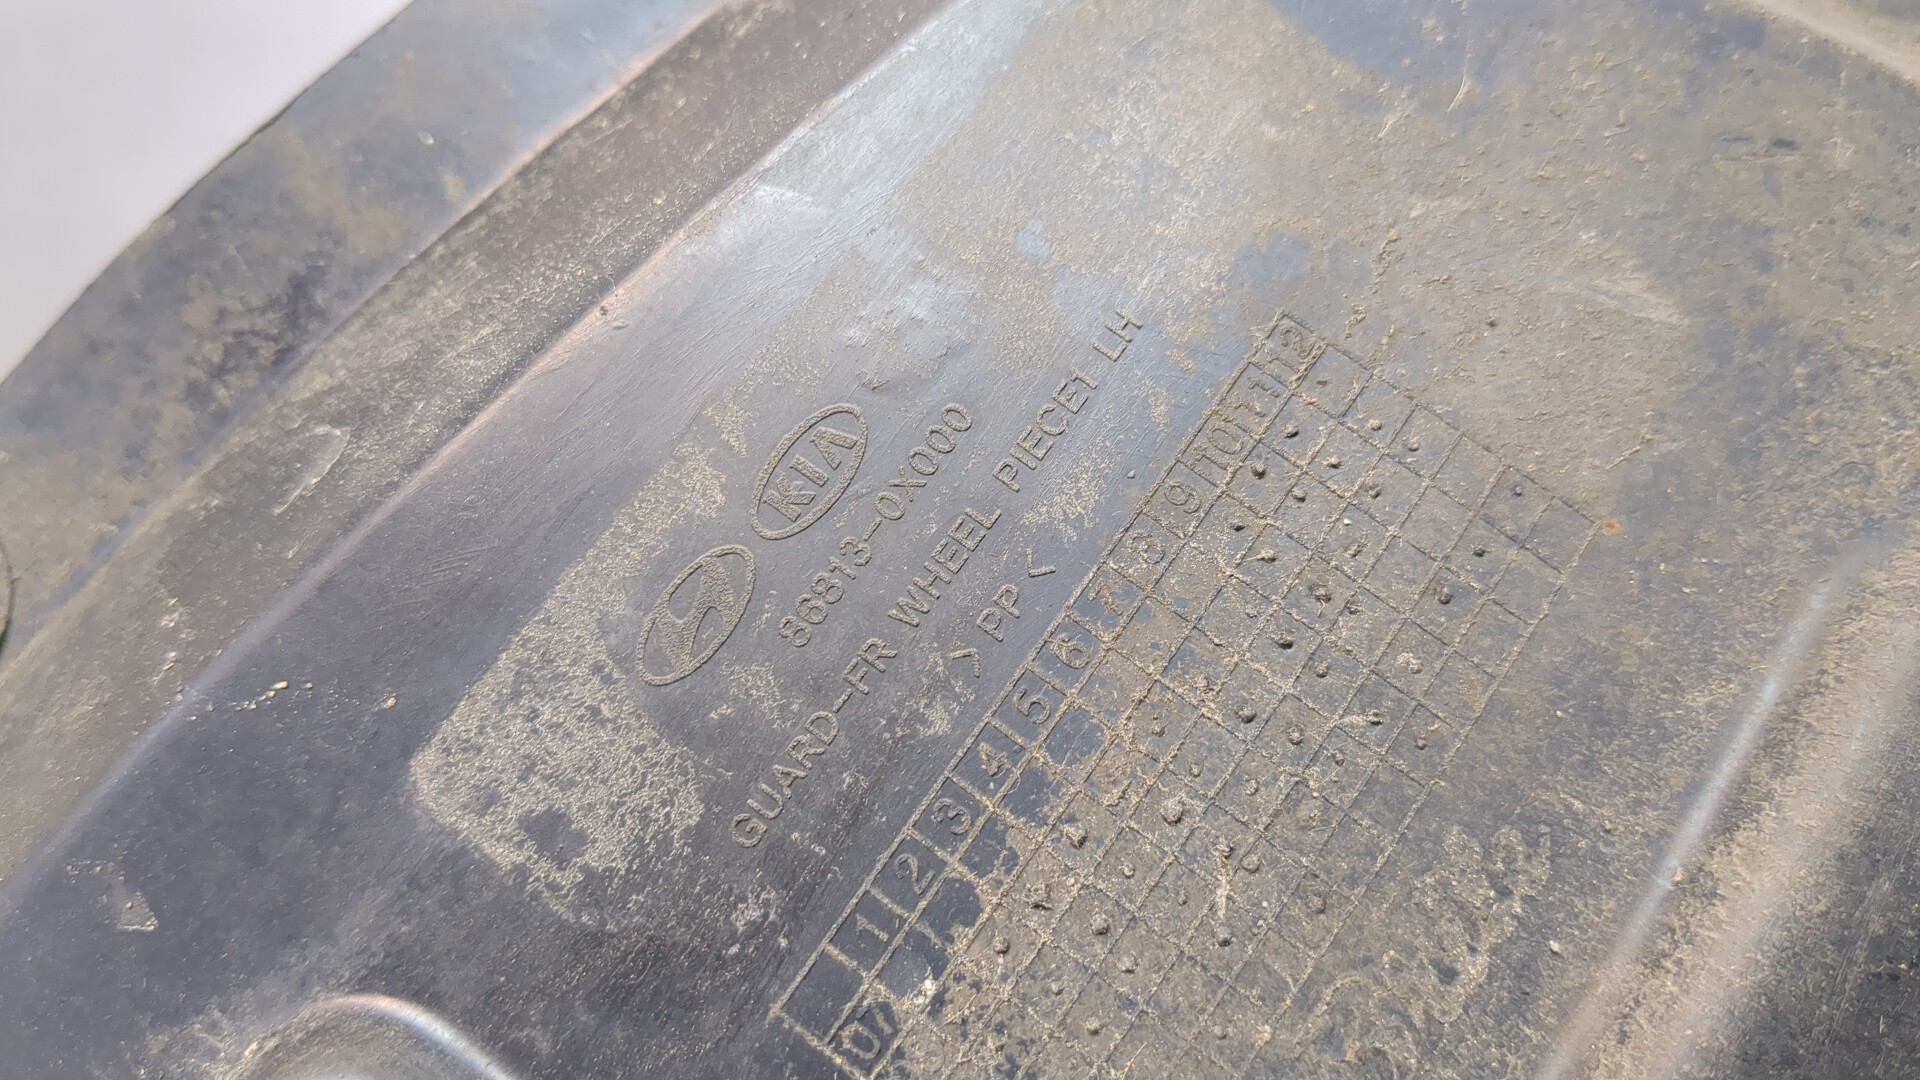 KIA
86813-0X000
GUARD-FR WHEEL PIECE1 LH
> PP <
1 2 3 4 5 6 7 8 9 10 11 12
07